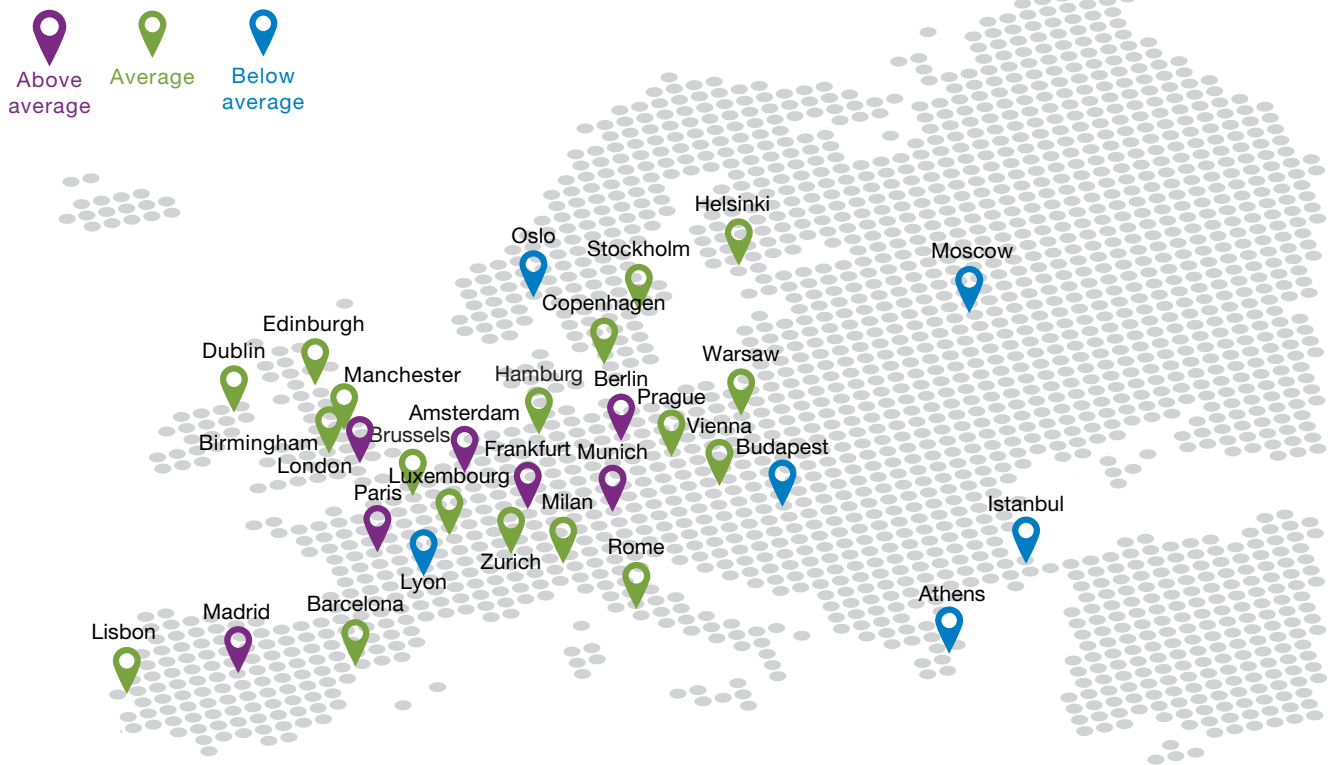 Above
average
Average
Below
average
Helsinki
Oslo
Stockholm
Moscow
Copenhagen
Edinburgh
Dublin
Warsaw
Manchester
Hamburg
Berlin
Prague
Amsterdam
Vienna
Brussels
Birmingham
Frankfurt
Munich
Budapest
London
Luxembourg
Paris
Milan
Istanbul
Rome
Zurich
Lyon
Athens
Barcelona
Madrid
Lisbon